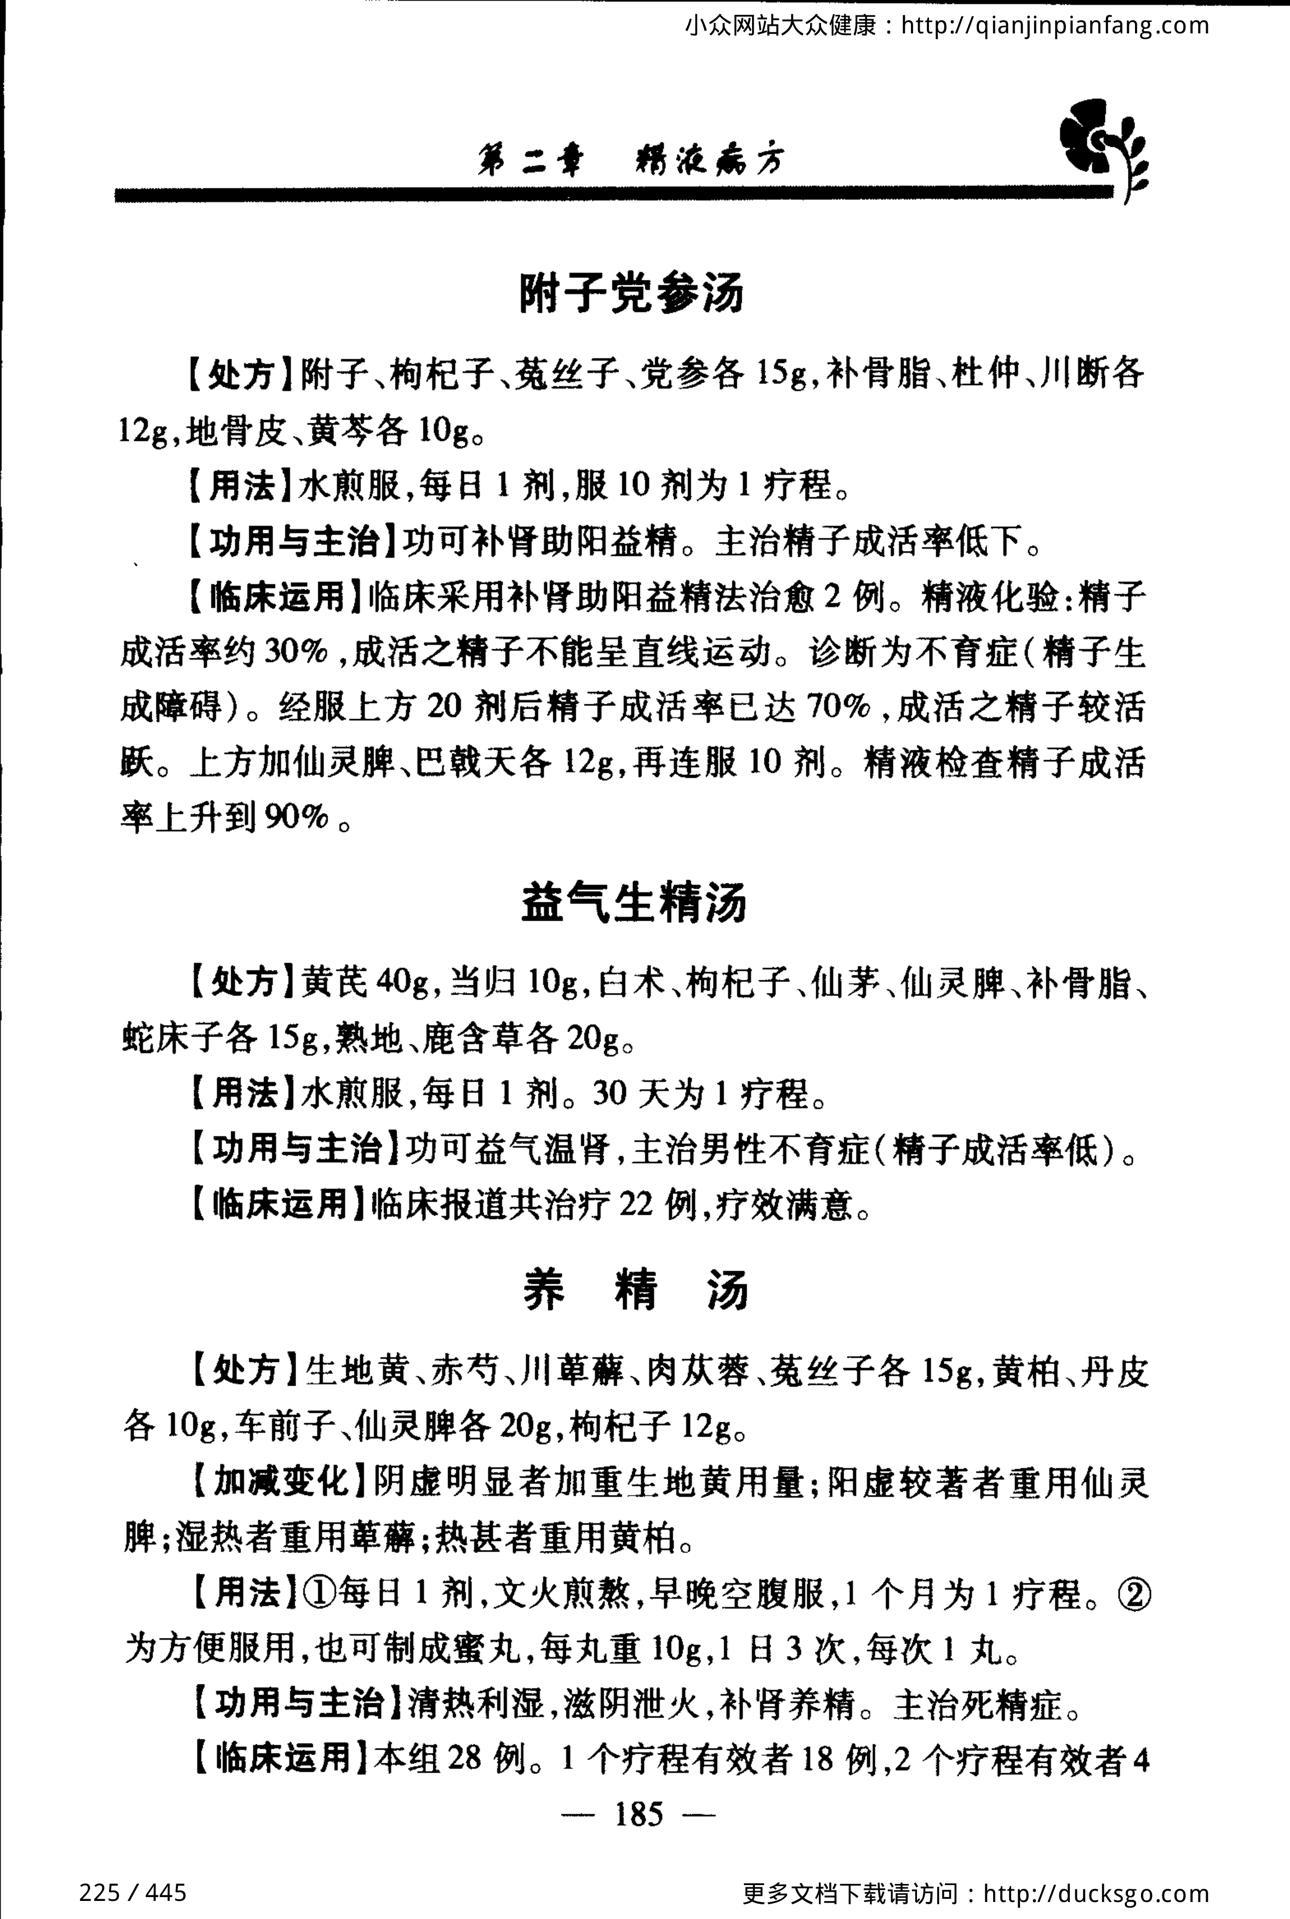 小众网站大众健康：http://qianjinpianfang.com
第二章　精液病方
附子党参汤
【处方】附子、枸杞子、菟丝子、党参各 15g,补骨脂、杜仲、川断各
12g,地骨皮、黄芩各 10g。
【用法】水煎服,每日 1 剂,服 10 剂为 1 疗程。
【功用与主治】功可补肾助阳益精。主治精子成活率低下。
【临床运用】临床采用补肾助阳益精法治愈 2 例。精液化验:精子
成活率约 30%,成活之精子不能呈直线运动。诊断为不育症(精子生
成障碍)。经服上方 20 剂后精子成活率已达 70%,成活之精子较活
跃。上方加仙灵脾、巴戟天各 12g,再连服 10 剂。精液检查精子成活
率上升到 90%。
益气生精汤
【处方】黄芪 40g,当归 10g,白术、枸杞子、仙茅、仙灵脾、补骨脂、
蛇床子各 15g,熟地、鹿含草各 20g。
【用法】水煎服,每日 1 剂。30 天为 1 疗程。
【功用与主治】功可益气温肾,主治男性不育症(精子成活率低)。
【临床运用】临床报道共治疗 22 例,疗效满意。
养　精　汤
【处方】生地黄、赤芍、川萆薢、肉苁蓉、菟丝子各 15g,黄柏、丹皮
各 10g,车前子、仙灵脾各 20g,枸杞子 12g。
【加减变化】阴虚明显者加重生地黄用量;阳虚较著者重用仙灵
脾;湿热者重用萆薢;热甚者重用黄柏。
【用法】①每日 1 剂,文火煎熬,早晚空腹服,1 个月为 1 疗程。②
为方便服用,也可制成蜜丸,每丸重 10g,1 日 3 次,每次 1 丸。
【功用与主治】清热利湿,滋阴泄火,补肾养精。主治死精症。
【临床运用】本组 28 例。1 个疗程有效者 18 例,2 个疗程有效者 4
— 185 —
225 / 445
更多文档下载请访问：http://ducksgo.com